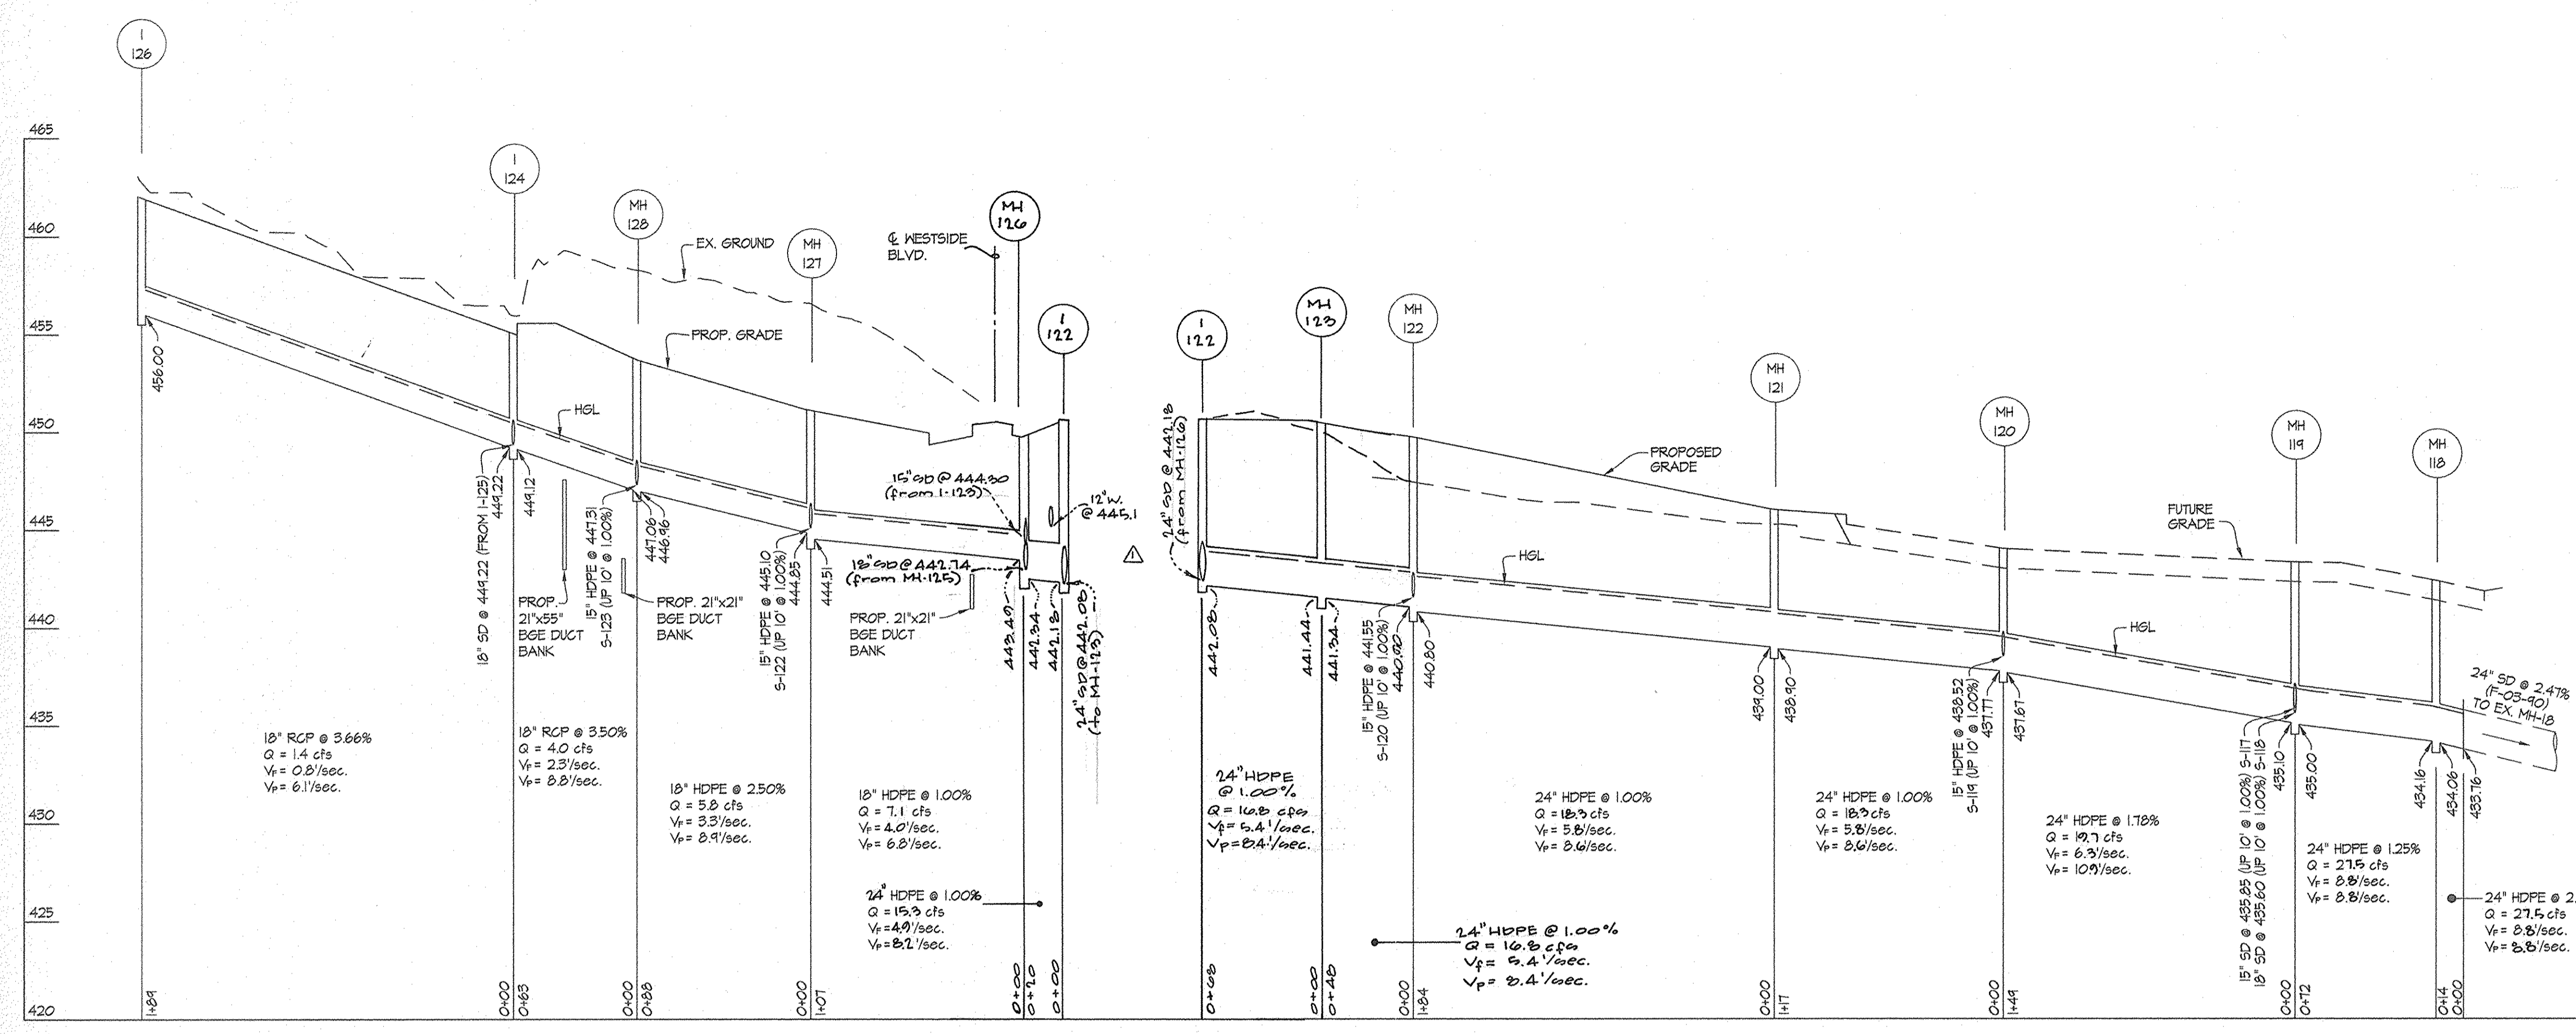 I
126
I
124
MH
128
MH
127
MH
126
I
122
I
122
MH
123
MH
122
MH
121
MH
120
MH
119
MH
118
465
460
455
450
445
440
435
430
425
420
EX. GROUND
PROP. GRADE
℄ WESTSIDE
BLVD.
HGL
456.00
18" SD @ 449.22 (FROM I-125)
449.22
449.12
PROP.
21"x55"
BGE DUCT
BANK
15" HDPE @ 447.31
S-123 (UP 10' @ 1.00%)
447.06
446.96
PROP. 21"x21"
BGE DUCT
BANK
15" HDPE @ 445.10
S-122 (UP 10' @ 1.00%)
444.85
444.51
15" SD @ 444.30
(from I-123)
18" SD @ 442.74
(from MH-125)
PROP. 21"x21"
BGE DUCT
BANK
12" W.
@ 445.1
443.49
442.34
442.18
24" SD @ 442.08
(to MH-123)
1
24" SD @ 442.18
(from MH-126)
442.08
441.44
441.34
15" HDPE @ 441.55
S-120 (UP 10' @ 1.00%)
440.90
440.80
HGL
PROPOSED
GRADE
439.00
438.90
15" HDPE @ 438.52
S-119 (UP 10' @ 1.00%)
437.77
437.67
HGL
FUTURE
GRADE
15" SD @ 435.85 (UP 10' @ 1.00%) S-117
18" SD @ 435.60 (UP 10' @ 1.00%) S-118
435.10
435.00
434.16
434.06
433.76
24" SD @ 2.47%
(F-03-90)
TO EX. MH-18
18" RCP @ 3.66%
Q = 1.4 cfs
VF = 0.8'/sec.
VP = 6.1'/sec.
18" RCP @ 3.50%
Q = 4.0 cfs
VF = 2.3'/sec.
VP = 8.8'/sec.
18" HDPE @ 2.50%
Q = 5.8 cfs
VF = 3.3'/sec.
VP = 8.9'/sec.
18" HDPE @ 1.00%
Q = 7.1 cfs
VF = 4.0'/sec.
VP = 6.8'/sec.
24" HDPE @ 1.00%
Q = 15.3 cfs
VF = 4.9'/sec.
VP = 8.2'/sec.
24" HDPE
@ 1.00%
Q = 16.8 cfs
Vf = 5.4'/sec.
Vp = 8.4'/sec.
24" HDPE @ 1.00%
Q = 16.8 cfs
Vf = 5.4'/sec.
Vp = 8.4'/sec.
24" HDPE @ 1.00%
Q = 18.3 cfs
VF = 5.8'/sec.
VP = 8.6'/sec.
24" HDPE @ 1.00%
Q = 18.3 cfs
VF = 5.8'/sec.
VP = 8.6'/sec.
24" HDPE @ 1.78%
Q = 19.7 cfs
VF = 6.3'/sec.
VP = 10.9'/sec.
24" HDPE @ 1.25%
Q = 27.5 cfs
VF = 8.8'/sec.
VP = 8.8'/sec.
24" HDPE @ 2.
Q = 27.5 cfs
VF = 8.8'/sec.
VP = 8.8'/sec.
1+89
0+00
0+63
0+00
0+88
0+00
1+07
0+00
0+20
0+00
0+68
0+00
0+48
0+00
1+84
0+00
1+17
0+00
1+49
0+00
0+72
0+14
0+00